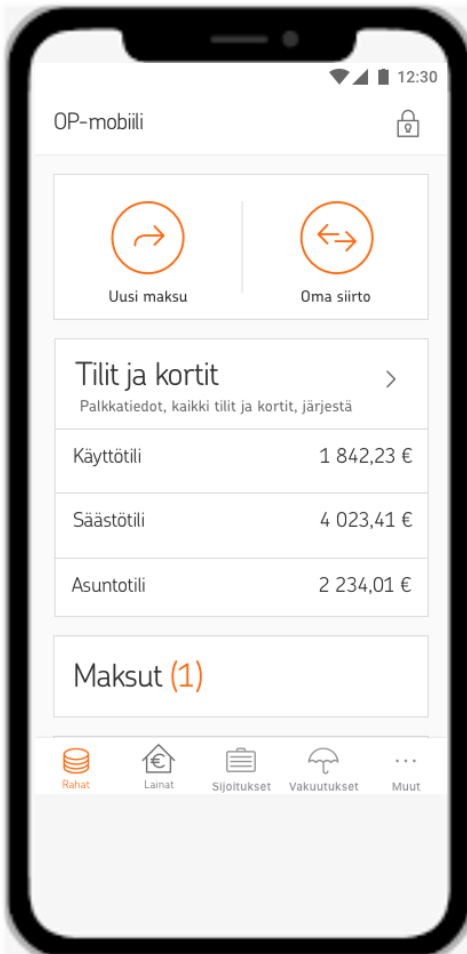 12:30
OP-mobiili
Uusi maksu
Oma siirto
Tilit ja kortit
Palkkatiedot, kaikki tilit ja kortit, järjestä
Käyttötili 1 842,23 €
Säästötili 4 023,41 €
Asuntotili 2 234,01 €
Maksut (1)
Rahat Lainat Sijoitukset Vakuutukset Muut